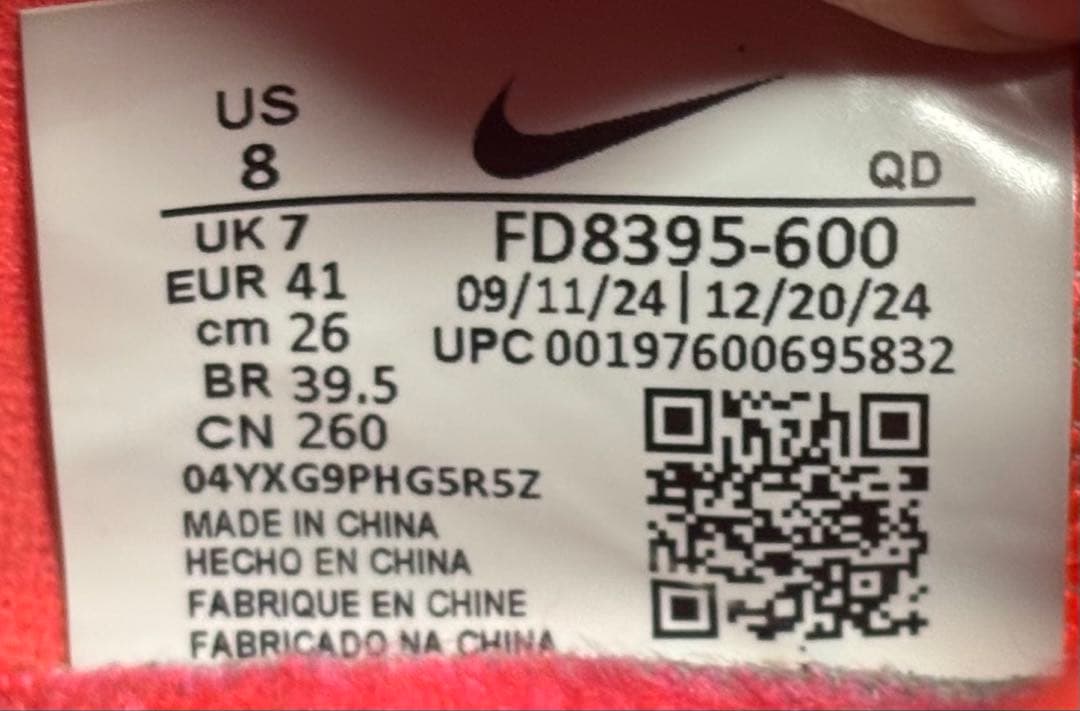 US
8
QD
UK 7
EUR 41
cm 26
BR 39.5
CN 260
FD8395-600
09/11/24 | 12/20/24
UPC 00197600695832
04YXG9PHG5R5Z
MADE IN CHINA
HECHO EN CHINA
FABRIQUE EN CHINE
FABRICADO NA CHINA